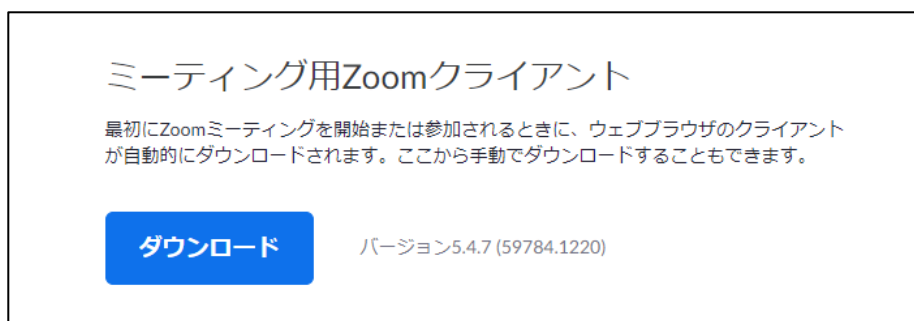 ミーティング用Zoomクライアント
最初にZoomミーティングを開始または参加されるときに、ウェブブラウザのクライアント
が自動的にダウンロードされます。ここから手動でダウンロードすることもできます。
ダウンロード
バージョン5.4.7 (59784.1220)